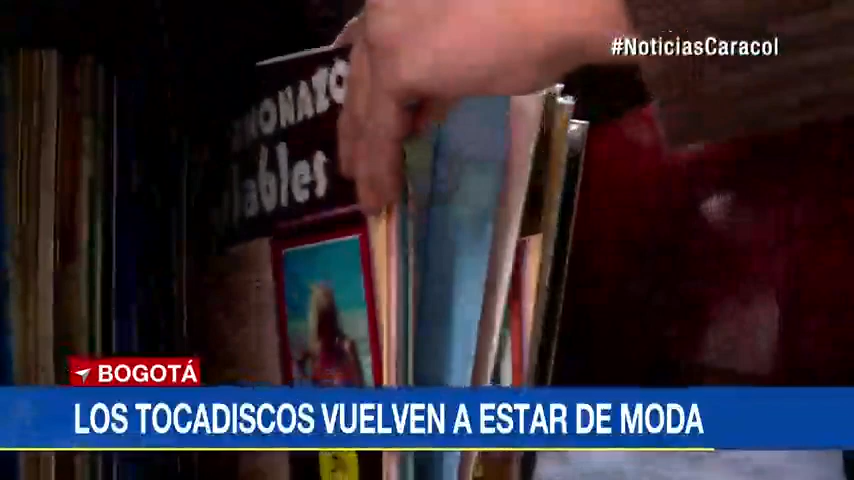 #NoticiasCaracol
BOGOTÁ
LOS TOCADISCOS VUELVEN A ESTAR DE MODA